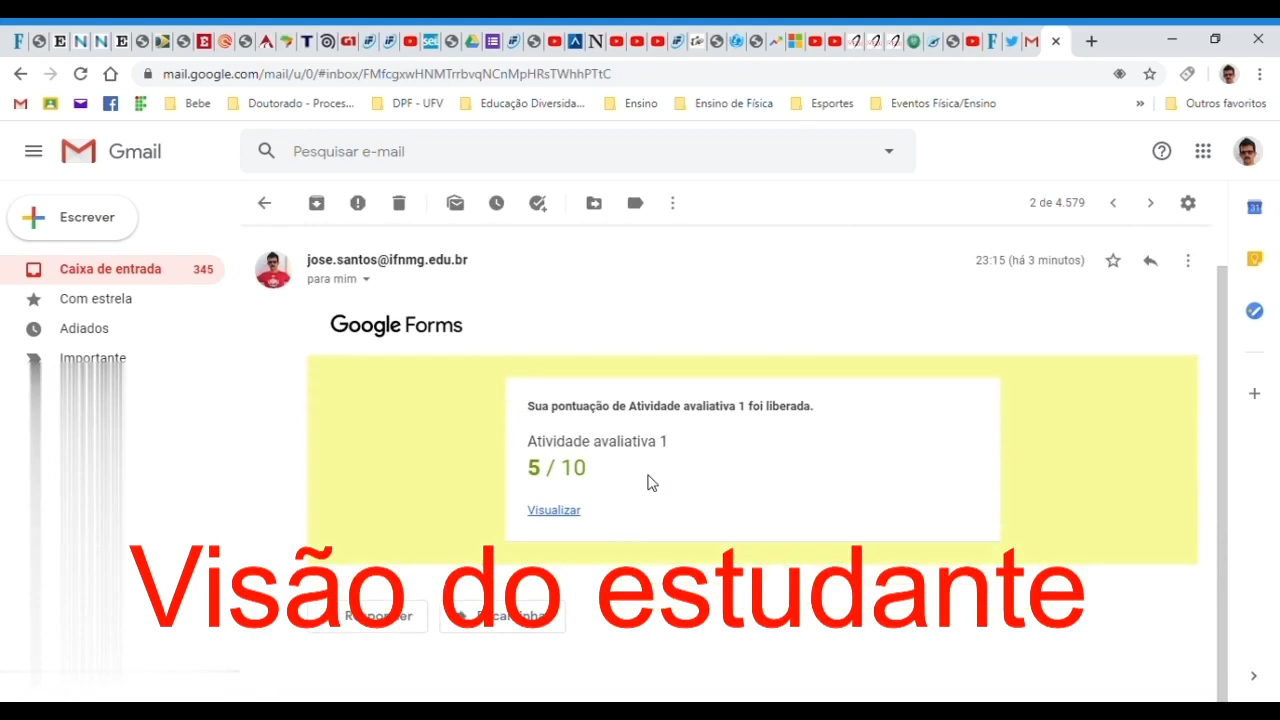 mail.google.com/mail/u/0/#inbox/FMfcgxwHNMTrrbvqNCnMpHRsTWhhPTtC
Bebe
Doutorado - Proces...
DPF - UFV
Educação Diversida...
Ensino
Ensino de Física
Esportes
Eventos Física/Ensino
»
Outros favoritos
Gmail
Pesquisar e-mail
Escrever
2 de 4.579
Caixa de entrada 345
Com estrela
Adiados
Importante
jose.santos@ifnmg.edu.br
23:15 (há 3 minutos)
para mim
Google Forms
Sua pontuação de Atividade avaliativa 1 foi liberada.
Atividade avaliativa 1
5 / 10
Visualizar
Visão do estudante
Responder
Encaminhar